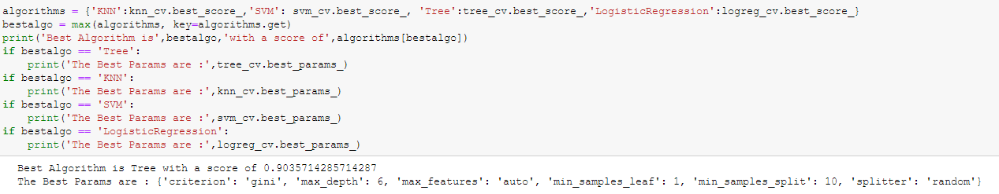 algorithms = {'KNN':knn_cv.best_score_,'SVM': svm_cv.best_score_, 'Tree':tree_cv.best_score_,'LogisticRegression':logreg_cv.best_score_}
bestalgo = max(algorithms, key=algorithms.get)
print('Best Algorithm is',bestalgo,'with a score of',algorithms[bestalgo])
if bestalgo == 'Tree':
    print('The Best Params are :',tree_cv.best_params_)
if bestalgo == 'KNN':
    print('The Best Params are :',knn_cv.best_params_)
if bestalgo == 'SVM':
    print('The Best Params are :',svm_cv.best_params_)
if bestalgo == 'LogisticRegression':
    print('The Best Params are :',logreg_cv.best_params_)
Best Algorithm is Tree with a score of 0.9035714285714287
The Best Params are : {'criterion': 'gini', 'max_depth': 6, 'max_features': 'auto', 'min_samples_leaf': 1, 'min_samples_split': 10, 'splitter': 'random'}